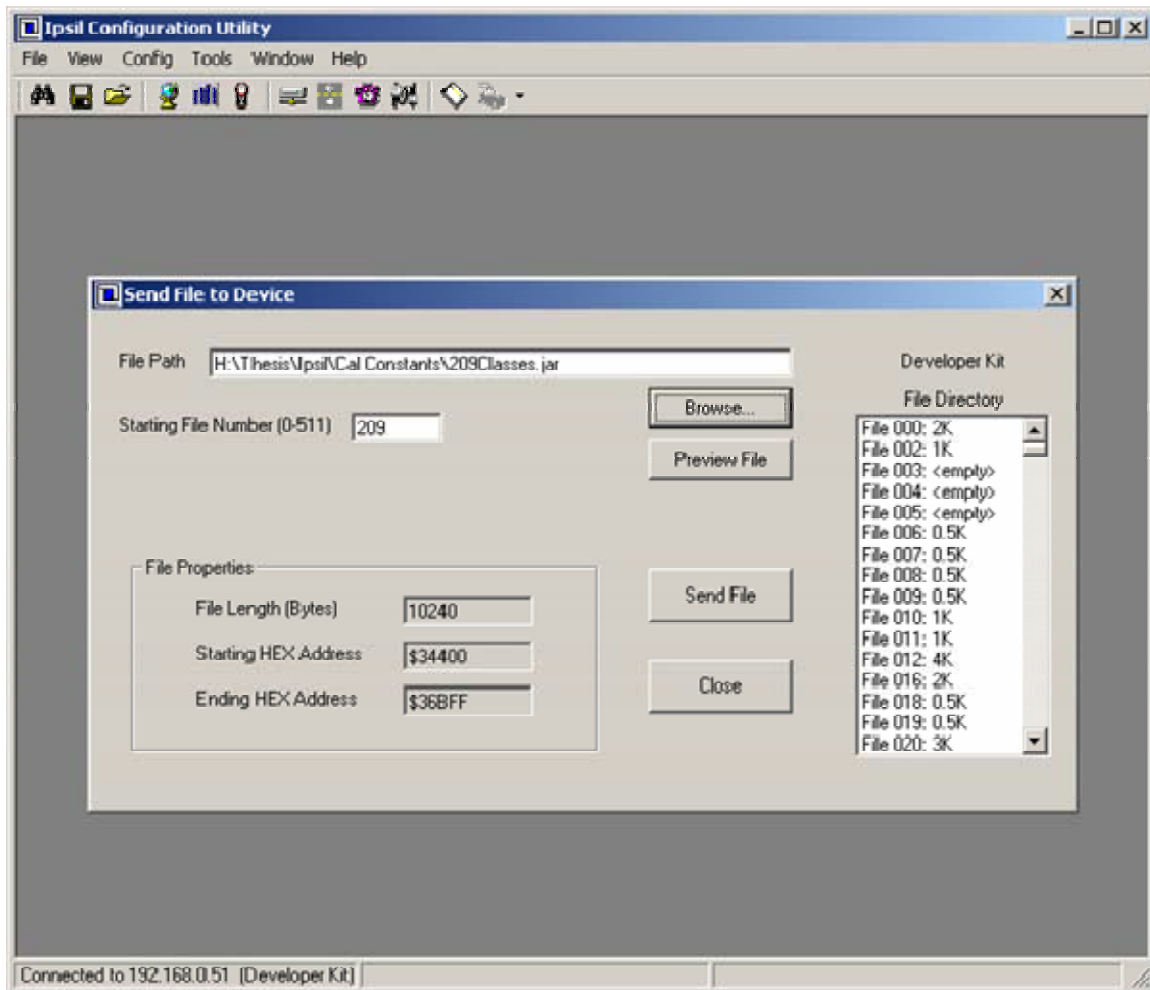 Ipsil Configuration Utility
File View Config Tools Window Help
Send File to Device
File Path H:\Thesis\Ipsil\Cal Constants\209Classes.jar
Developer Kit
File Directory
Starting File Number (0-511) 209
Browse...
Preview File
File 000: 2K
File 002: 1K
File 003: <empty>
File 004: <empty>
File 005: <empty>
File 006: 0.5K
File 007: 0.5K
File 008: 0.5K
File 009: 0.5K
File 010: 1K
File 011: 1K
File 012: 4K
File 016: 2K
File 018: 0.5K
File 019: 0.5K
File 020: 3K
File Properties
File Length (Bytes) 10240
Starting HEX Address $34400
Ending HEX Address $36BFF
Send File
Close
Connected to 192.168.0.51 (Developer Kit)